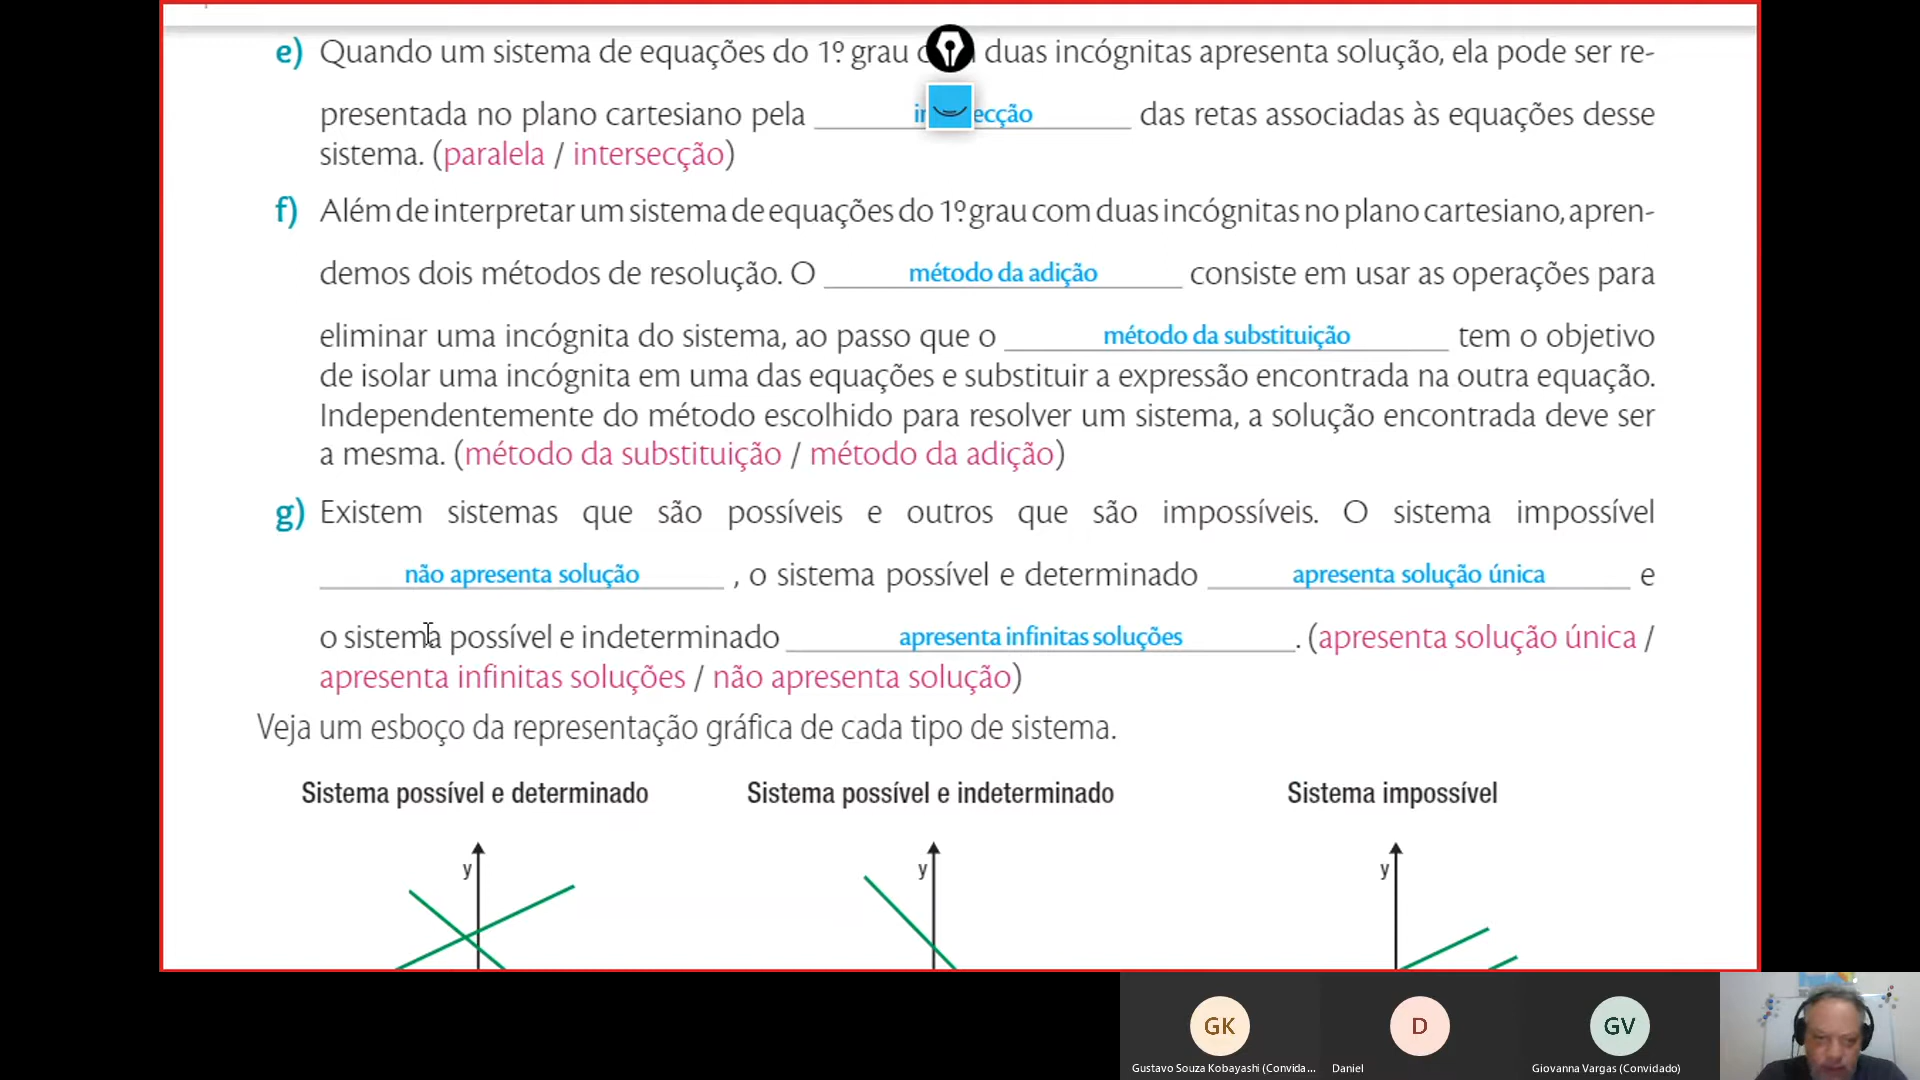 e) Quando um sistema de equações do 1º grau duas incógnitas apresenta solução, ela pode ser re-
presentada no plano cartesiano pela ecção das retas associadas às equações desse
sistema. (paralela / intersecção)
f) Além de interpretar um sistema de equações do 1º grau com duas incógnitas no plano cartesiano, apren-
demos dois métodos de resolução. O método da adição consiste em usar as operações para
eliminar uma incógnita do sistema, ao passo que o método da substituição tem o objetivo
de isolar uma incógnita em uma das equações e substituir a expressão encontrada na outra equação.
Independentemente do método escolhido para resolver um sistema, a solução encontrada deve ser
a mesma. (método da substituição / método da adição)
g) Existem sistemas que são possíveis e outros que são impossíveis. O sistema impossível
não apresenta solução , o sistema possível e determinado apresenta solução única e
o sistema possível e indeterminado apresenta infinitas soluções. (apresenta solução única /
apresenta infinitas soluções / não apresenta solução)
Veja um esboço da representação gráfica de cada tipo de sistema.
Sistema possível e determinado Sistema possível e indeterminado Sistema impossível
y y y
GK D GV
Gustavo Souza Kobayashi (Convida... Daniel Giovanna Vargas (Convidado)